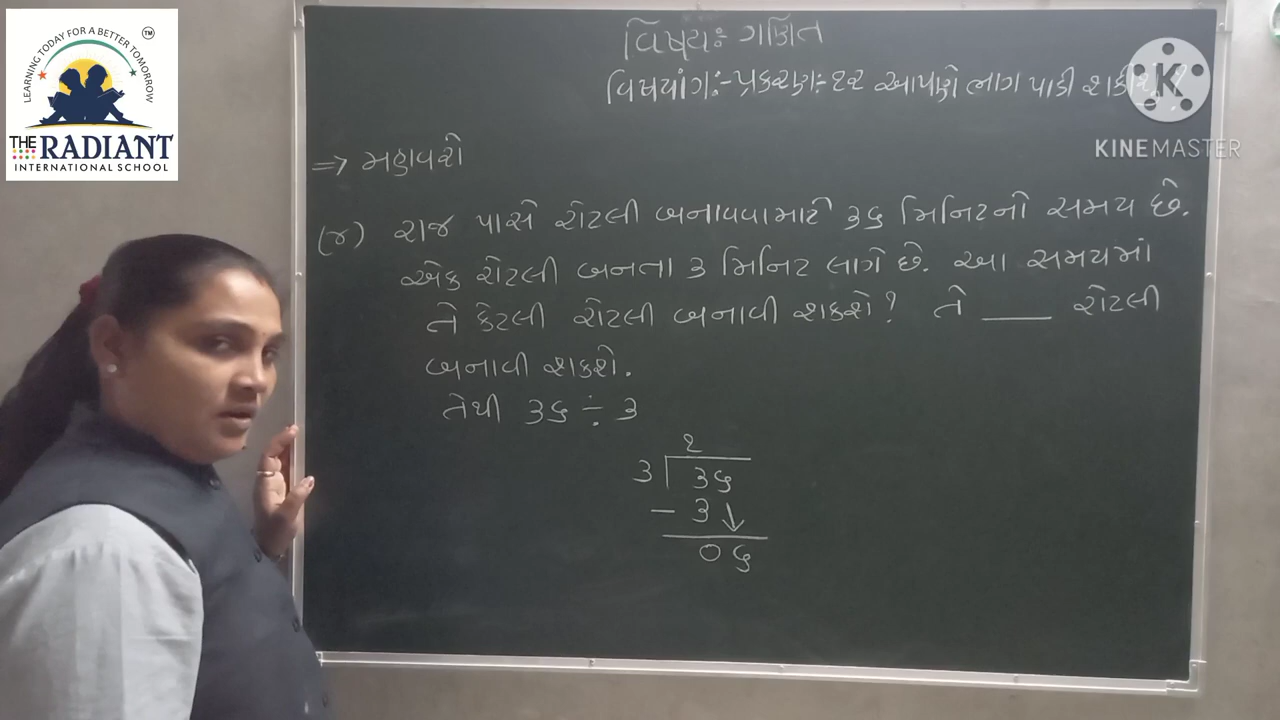 LEARNING TODAY FOR A BETTER TOMORROW
TM
THE RADIANT
INTERNATIONAL SCHOOL
KINEMASTER
વિષય:- ગણિત
વિષયાંગ:- પ્રકરણ:- ૧૨ આપણે ભાગ પાડી શકીશું ?
⇒ મહાવરો
(૪) રાજ પાસે રોટલી બનાવવા માટે ૩૬ મિનિટનો સમય છે.
એક રોટલી બનતા ૩ મિનિટ લાગે છે. આ સમયમાં
તે કેટલી રોટલી બનાવી શકશે? તે ____ રોટલી
બનાવી શકશે.
તેથી ૩૬ ÷ ૩
૧
૩ ૩૬
- ૩ ↓
૦૬